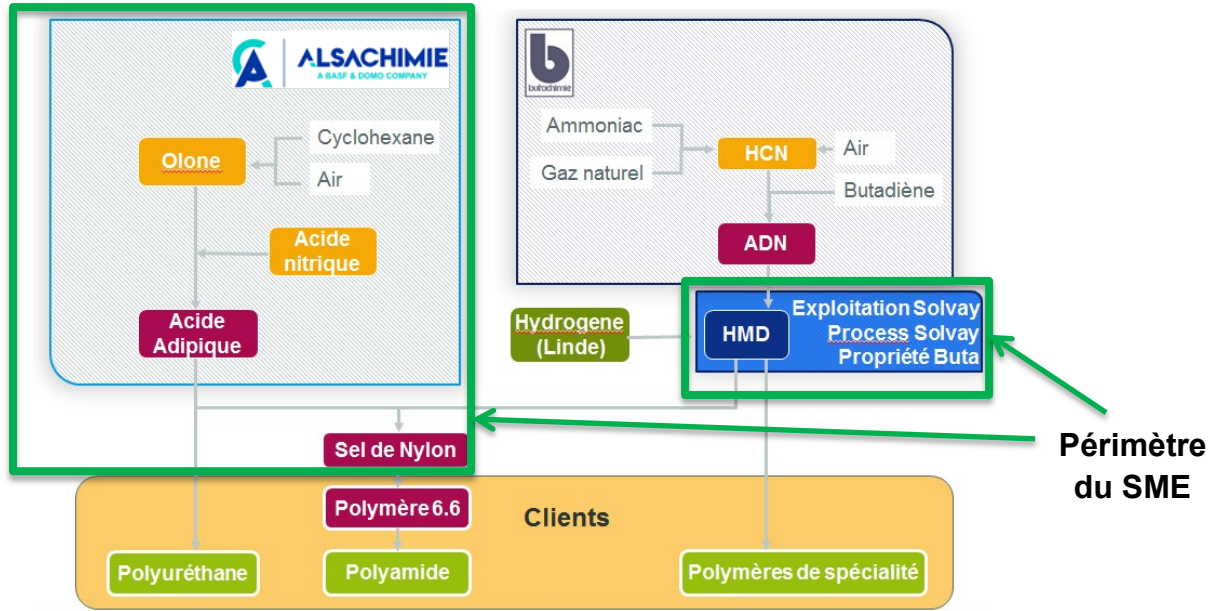 ALSACHIMIE
A BASF & DOMO COMPANY
Cyclohexane
Olone
Air
Acide
nitrique
Acide
Adipique
butachimie
Ammoniac
Gaz naturel
HCN
Air
Butadiène
ADN
Hydrogene
(Linde)
HMD
Exploitation Solvay
Process Solvay
Propriété Buta
Sel de Nylon
Périmètre
du SME
Polymère 6.6
Clients
Polyuréthane
Polyamide
Polymères de spécialité